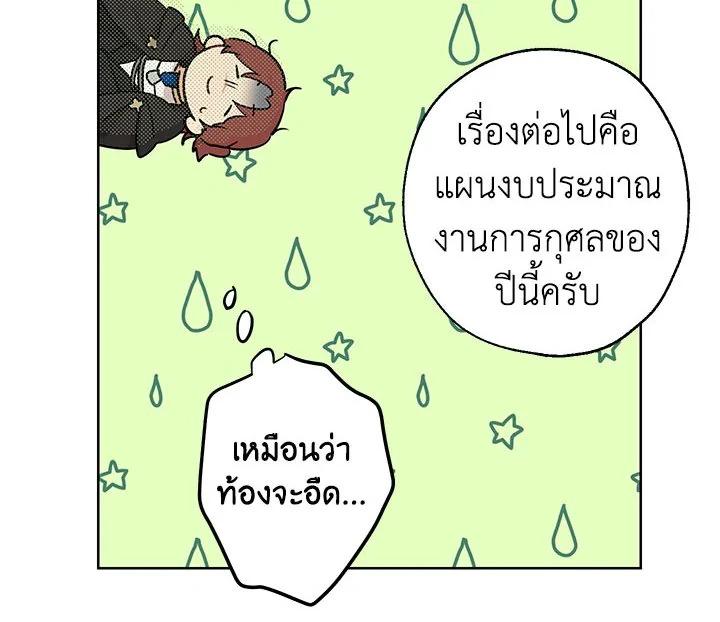 เรื่องต่อไปคือ
แผนงบประมาณ
งานการกุศลของ
ปีนี้ครับ
เหมือนว่า
ท้องจะอืด...